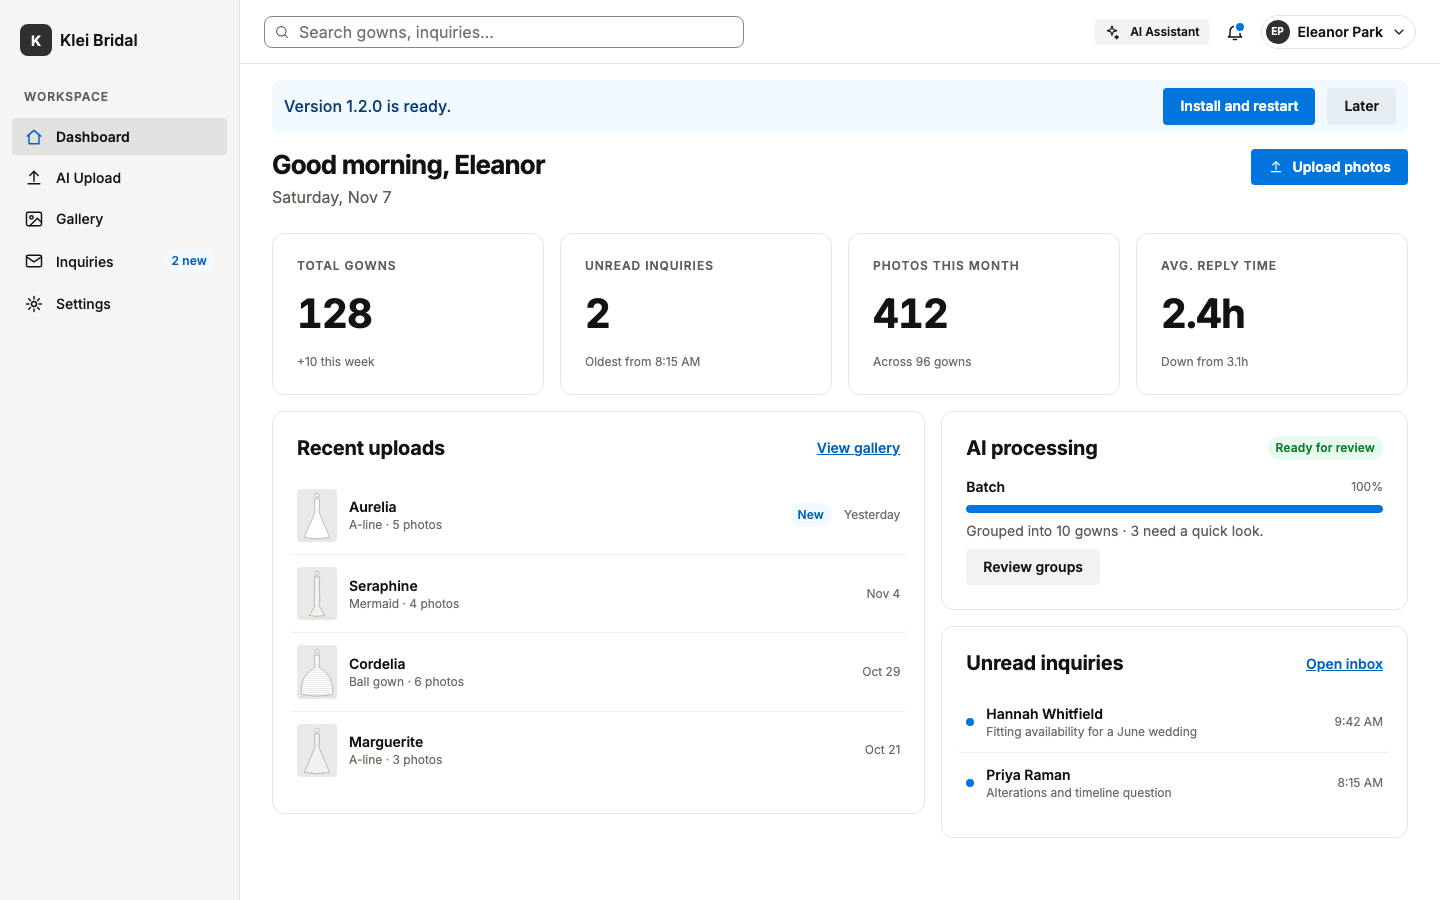 K Klei Bridal
Search gowns, inquiries...
AI Assistant
EP Eleanor Park
WORKSPACE
Dashboard
AI Upload
Gallery
Inquiries 2 new
Settings
Version 1.2.0 is ready.
Install and restart
Later
Good morning, Eleanor
Saturday, Nov 7
Upload photos
TOTAL GOWNS
128
+10 this week
UNREAD INQUIRIES
2
Oldest from 8:15 AM
PHOTOS THIS MONTH
412
Across 96 gowns
AVG. REPLY TIME
2.4h
Down from 3.1h
Recent uploads
View gallery
Aurelia
A-line · 5 photos
New Yesterday
Seraphine
Mermaid · 4 photos
Nov 4
Cordelia
Ball gown · 6 photos
Oct 29
Marguerite
A-line · 3 photos
Oct 21
AI processing
Ready for review
Batch 100%
Grouped into 10 gowns · 3 need a quick look.
Review groups
Unread inquiries
Open inbox
Hannah Whitfield
Fitting availability for a June wedding
9:42 AM
Priya Raman
Alterations and timeline question
8:15 AM